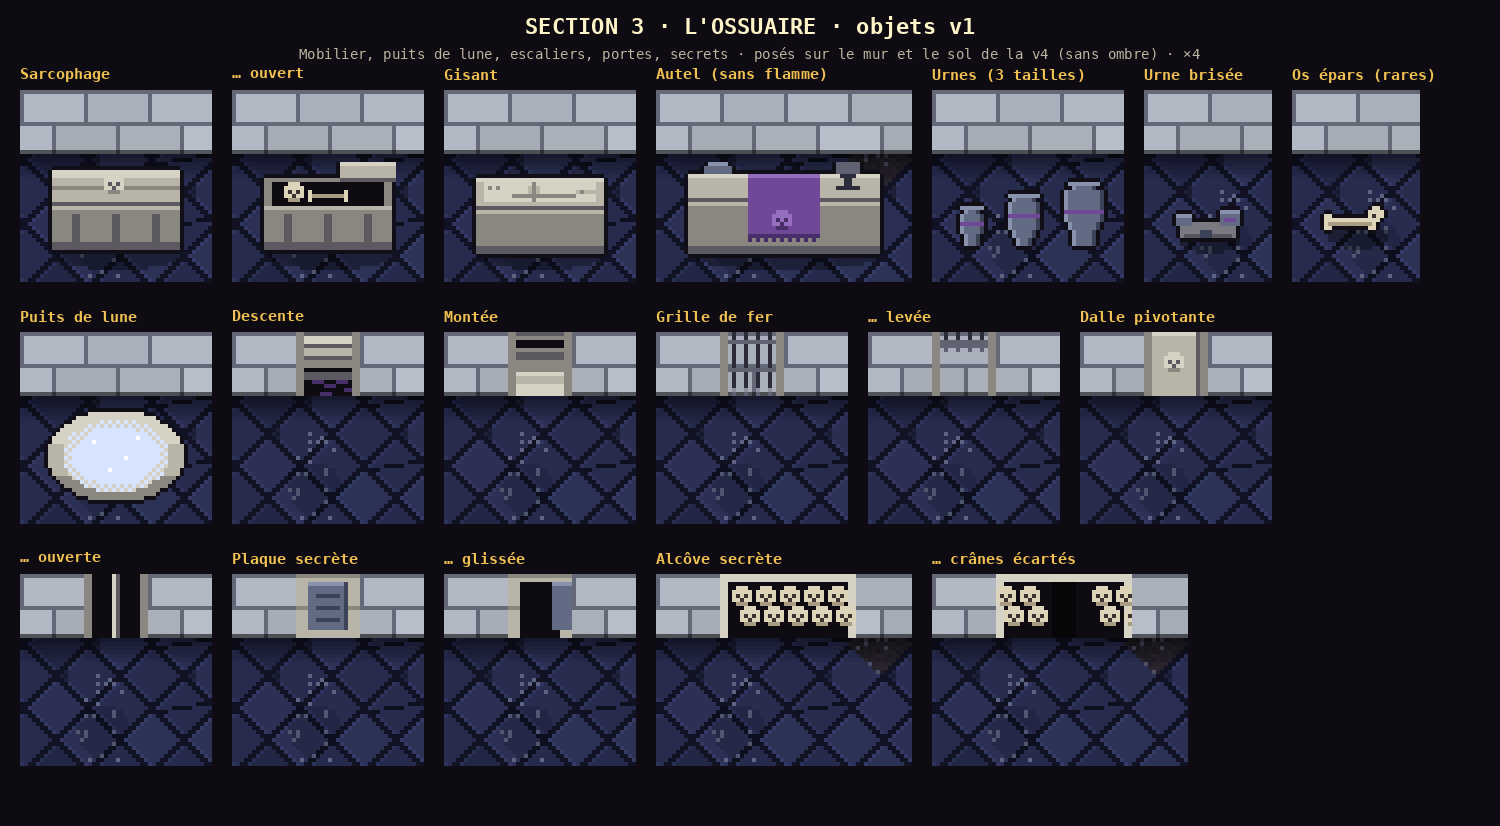 SECTION 3 · L'OSSUAIRE · objets v1
Mobilier, puits de lune, escaliers, portes, secrets · posés sur le mur et le sol de la v4 (sans ombre) · ×4
Sarcophage
… ouvert
Gisant
Autel (sans flamme)
Urnes (3 tailles)
Urne brisée
Os épars (rares)
Puits de lune
Descente
Montée
Grille de fer
… levée
Dalle pivotante
… ouverte
Plaque secrète
… glissée
Alcôve secrète
… crânes écartés